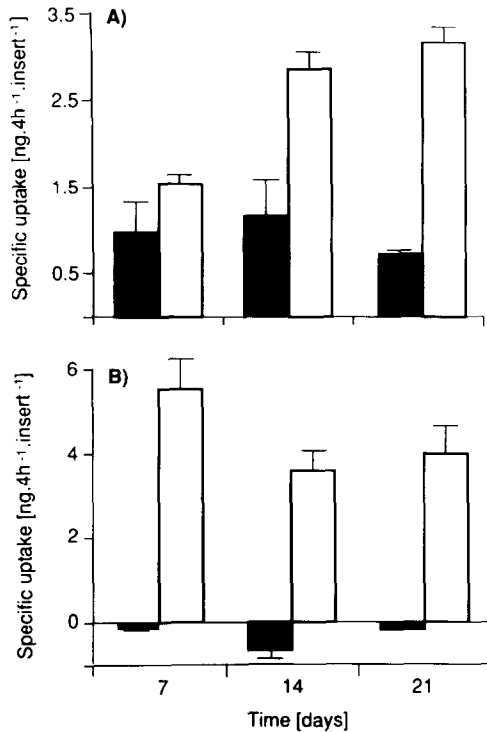 A)
Specific uptake [ng.4h⁻¹.insert⁻¹]
3.5
2.5
1.5
0.5
B)
Specific uptake [ng.4h⁻¹.insert⁻¹]
6
4
2
0
7 14 21
Time [days]